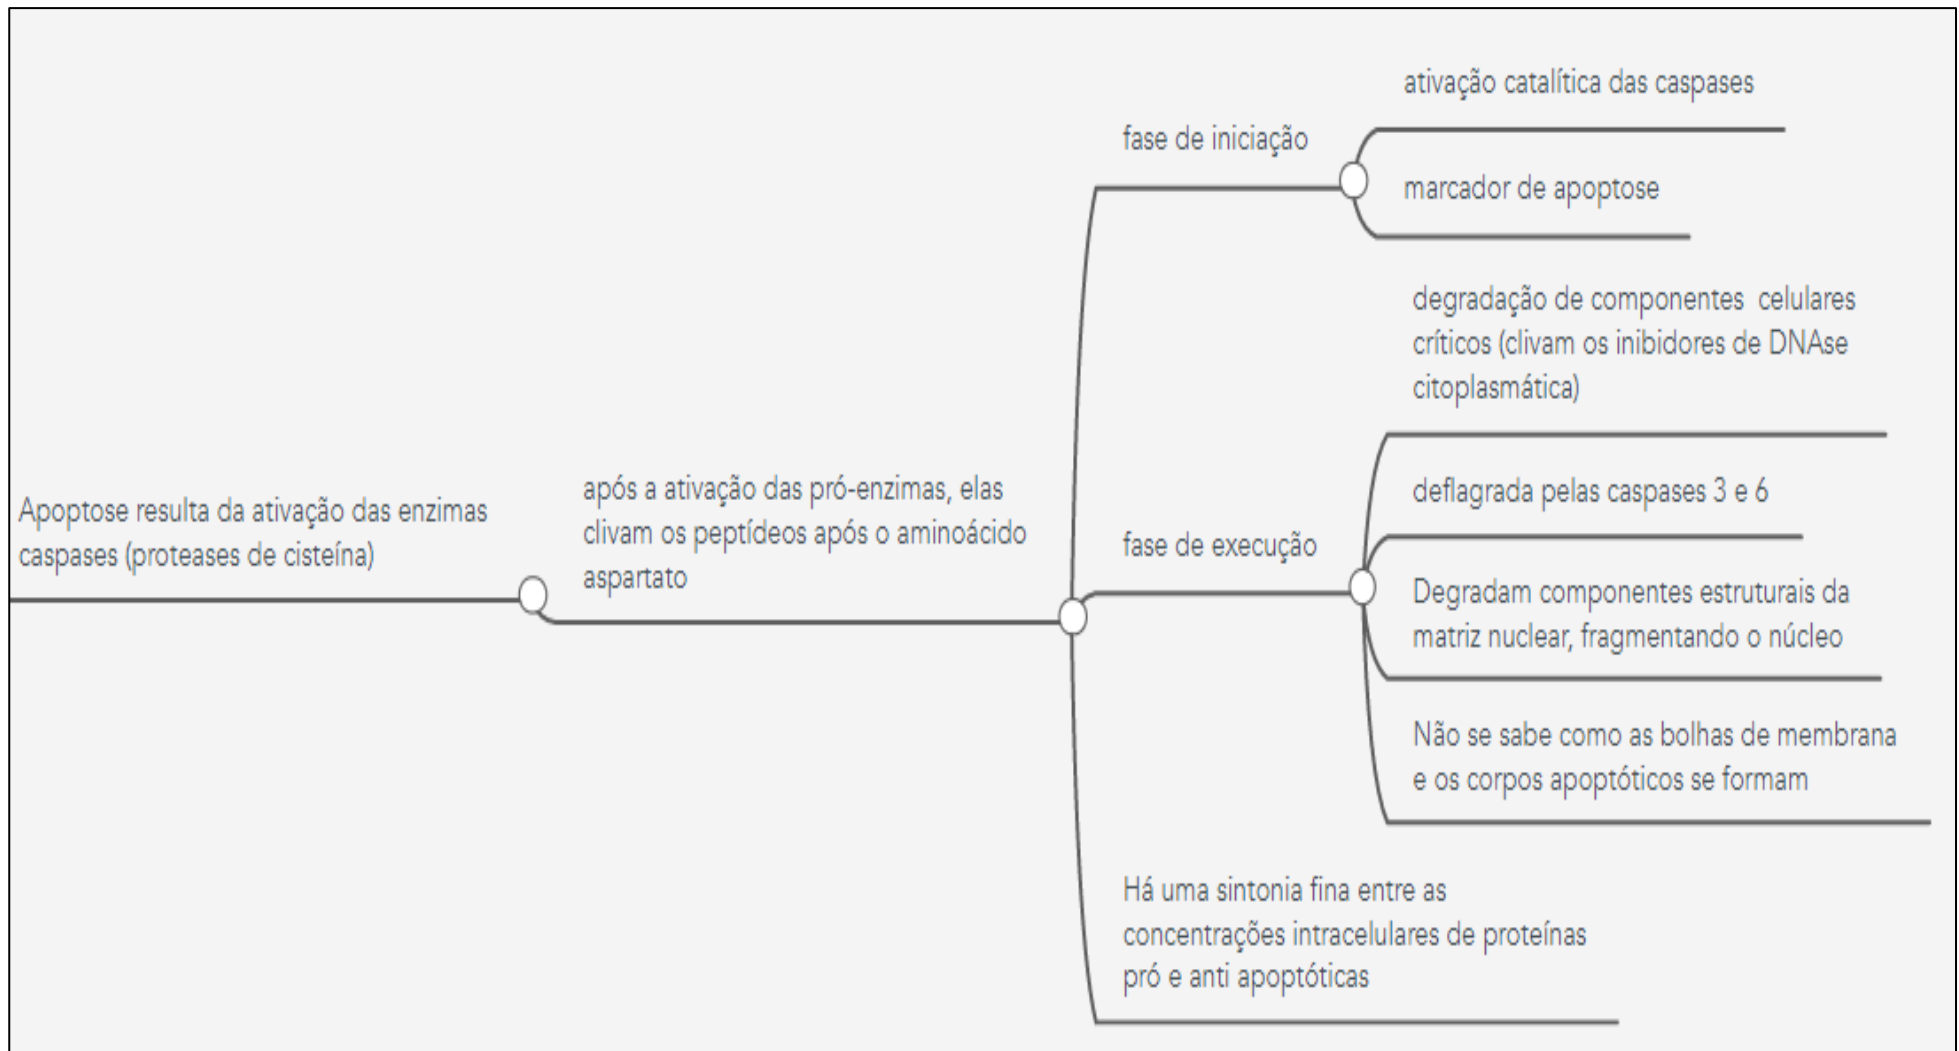 Apoptose resulta da ativação das enzimas
caspases (proteases de cisteína)
após a ativação das pró-enzimas, elas
clivam os peptídeos após o aminoácido
aspartato
fase de iniciação
ativação catalítica das caspases
marcador de apoptose
fase de execução
degradação de componentes celulares
críticos (clivam os inibidores de DNAse
citoplasmática)
deflagrada pelas caspases 3 e 6
Degradam componentes estruturais da
matriz nuclear, fragmentando o núcleo
Não se sabe como as bolhas de membrana
e os corpos apoptóticos se formam
Há uma sintonia fina entre as
concentrações intracelulares de proteínas
pró e anti apoptóticas